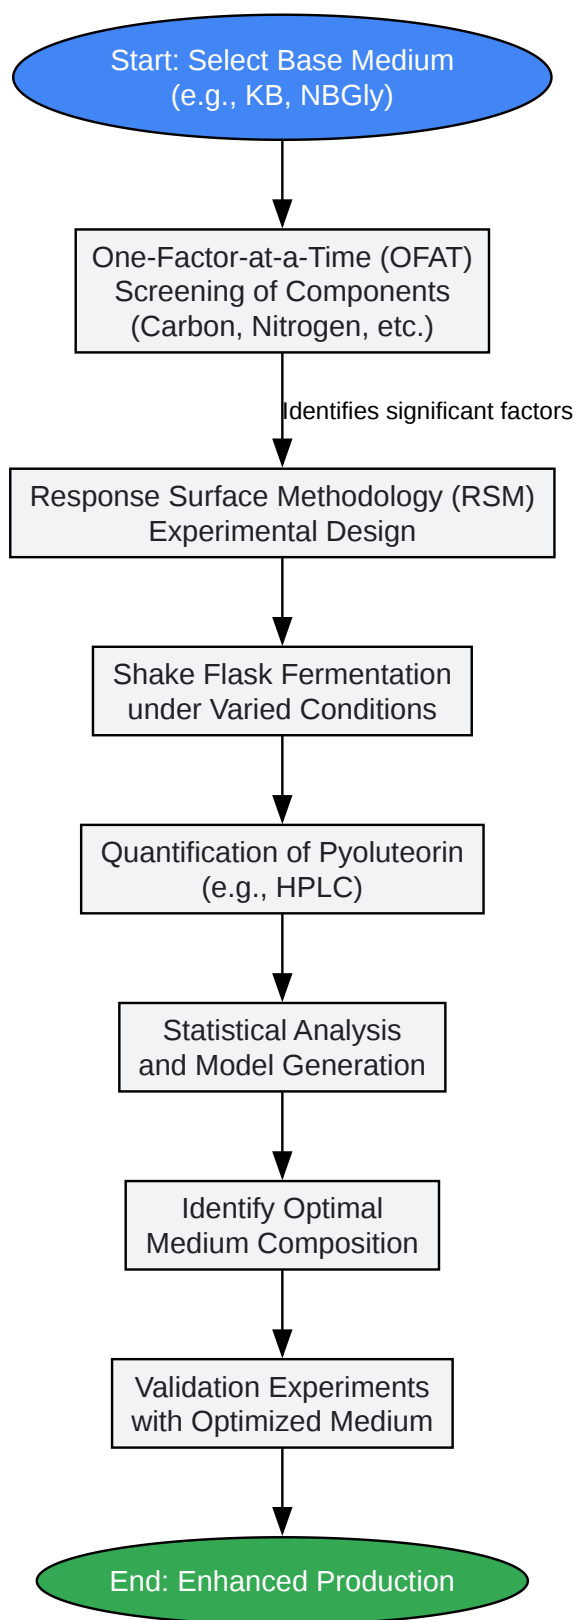 Start: Select Base Medium
(e.g., KB, NBGly)
One-Factor-at-a-Time (OFAT)
Screening of Components
(Carbon, Nitrogen, etc.)
Identifies significant factors
Response Surface Methodology (RSM)
Experimental Design
Shake Flask Fermentation
under Varied Conditions
Quantification of Pyoluteorin
(e.g., HPLC)
Statistical Analysis
and Model Generation
Identify Optimal
Medium Composition
Validation Experiments
with Optimized Medium
End: Enhanced Production